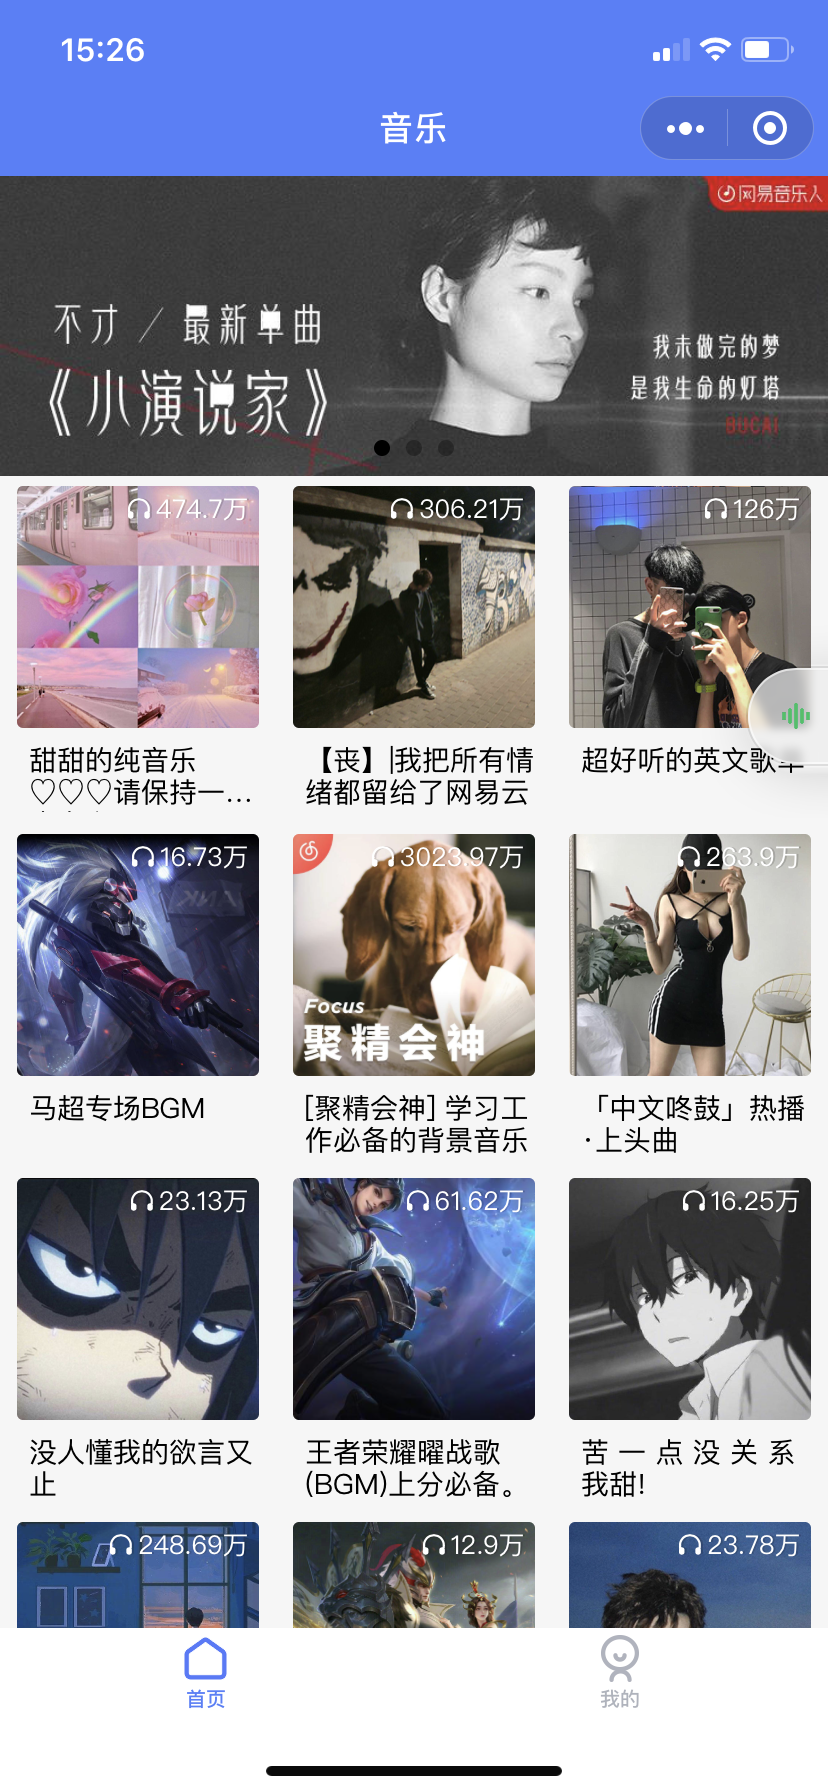 15:26
音乐
网易音乐人
不才 / 最新单曲
《小演说家》
我未做完的梦
是我生命的灯塔
BUCAI
474.7万
306.21万
126万
甜甜的纯音乐
♡♡♡请保持一...
【丧】|我把所有情
绪都留给了网易云
超好听的英文歌单
16.73万
3023.97万
263.9万
Focus
聚精会神
马超专场BGM
[聚精会神] 学习工
作必备的背景音乐
「中文咚鼓」热播
·上头曲
23.13万
61.62万
16.25万
没人懂我的欲言又
止
王者荣耀曜战歌
(BGM)上分必备。
苦 一 点 没 关 系
我甜!
248.69万
12.9万
23.78万
首页
我的